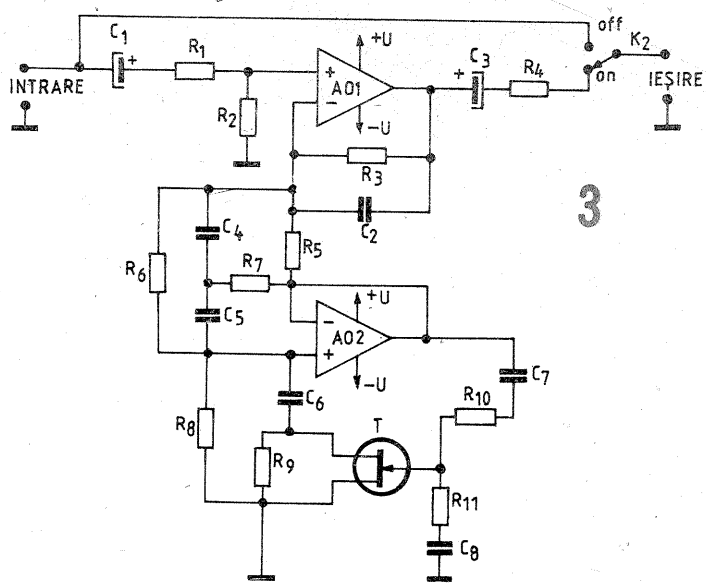 off
C1
+
R1
+U
K2
C3
+
R4
on
INTRARE
+
AO1
−
IEȘIRE
R2
−U
R3
3
C2
C4
R5
R6
R7
+U
C5
−
AO2
+
−U
C7
C6
R10
R8
T
R9
R11
C8